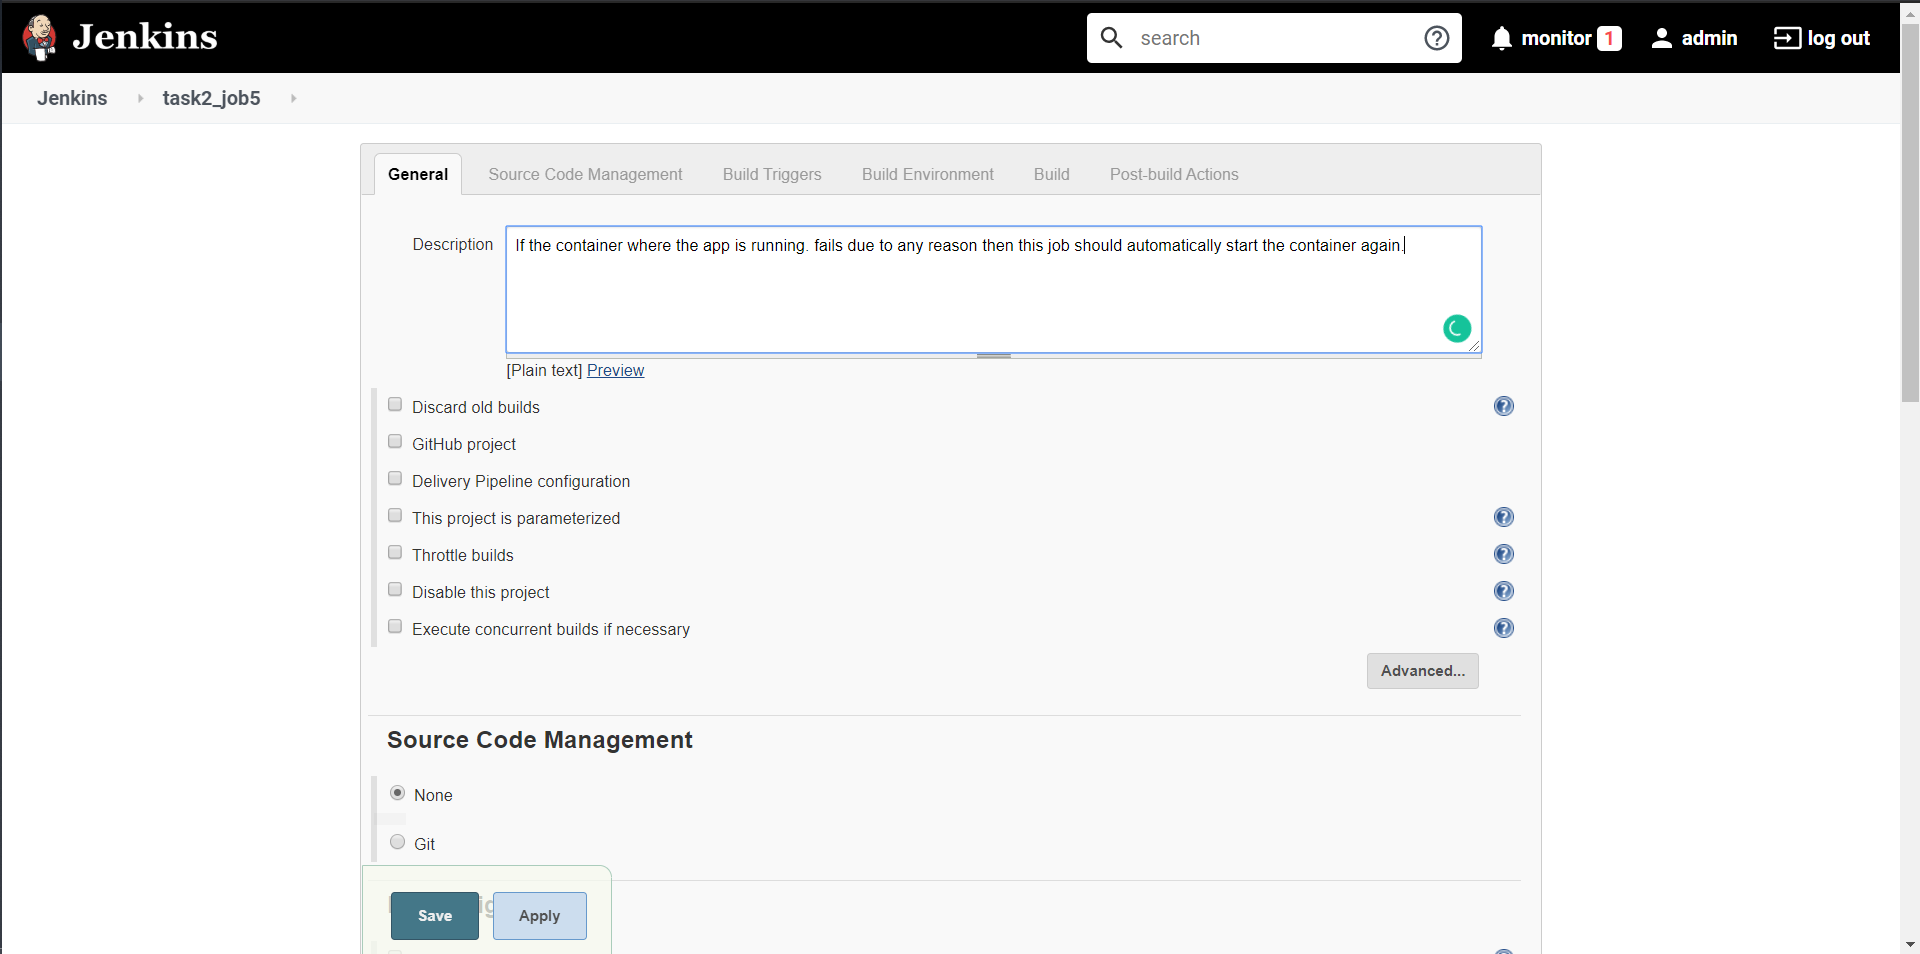 Jenkins
search
monitor 1
admin
log out
Jenkins
task2_job5
General
Source Code Management
Build Triggers
Build Environment
Build
Post-build Actions
Description
If the container where the app is running. fails due to any reason then this job should automatically start the container again.
[Plain text] Preview
Discard old builds
GitHub project
Delivery Pipeline configuration
This project is parameterized
Throttle builds
Disable this project
Execute concurrent builds if necessary
Advanced...
Source Code Management
None
Git
Save
Apply